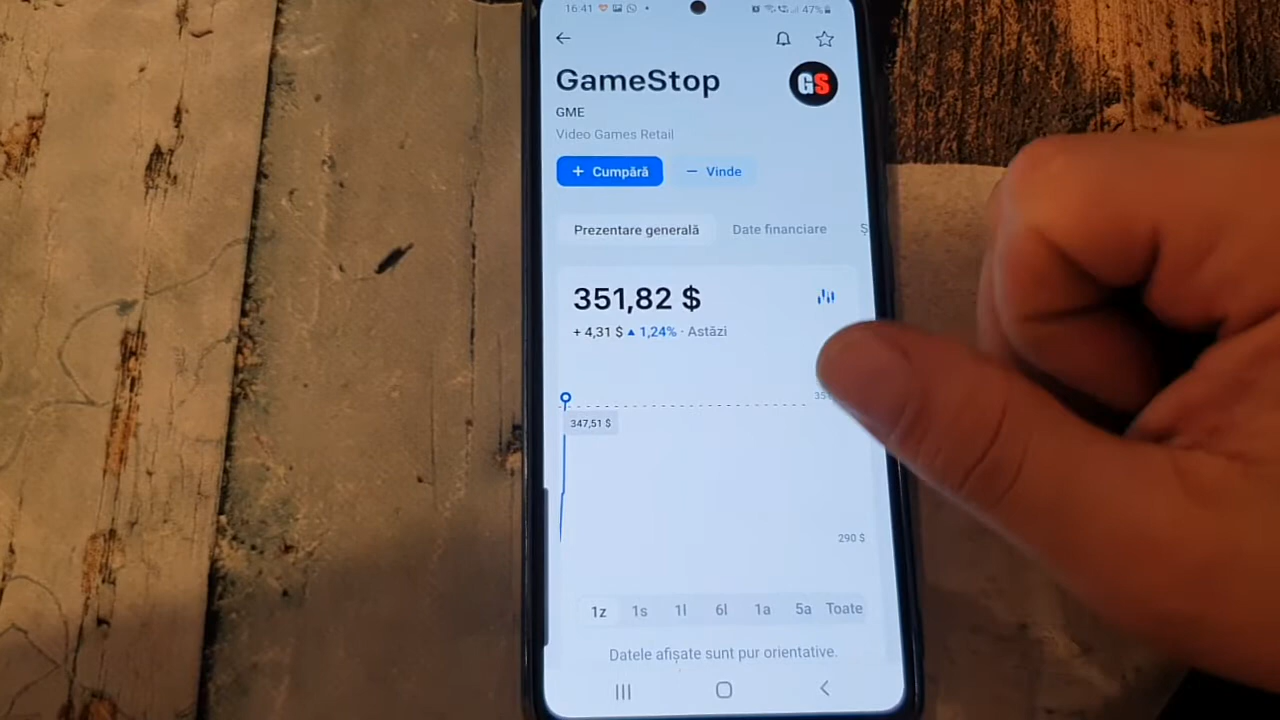 16:41
47%
GameStop
GS
GME
Video Games Retail
+ Cumpără
− Vinde
Prezentare generală
Date financiare
351,82 $
+ 4,31 $ ▲ 1,24% · Astăzi
347,51 $
290 $
1z 1s 1l 6l 1a 5a Toate
Datele afișate sunt pur orientative.